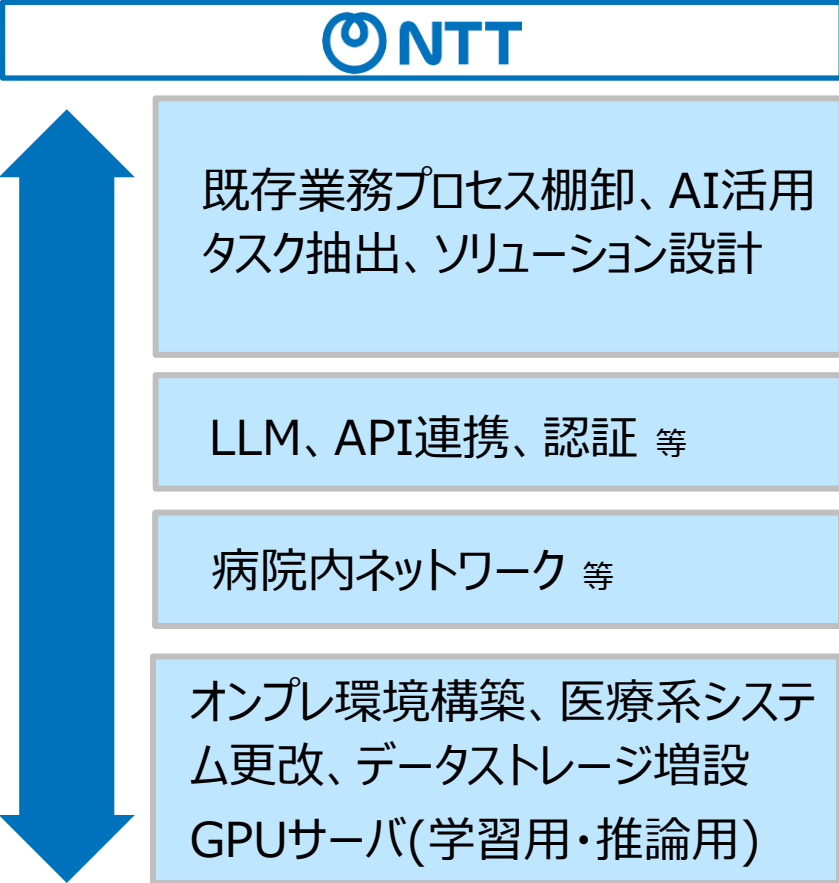 NTT
既存業務プロセス棚卸、AI活用
タスク抽出、ソリューション設計
LLM、API連携、認証 等
病院内ネットワーク 等
オンプレ環境構築、医療系システ
ム更改、データストレージ増設
GPUサーバ(学習用・推論用)